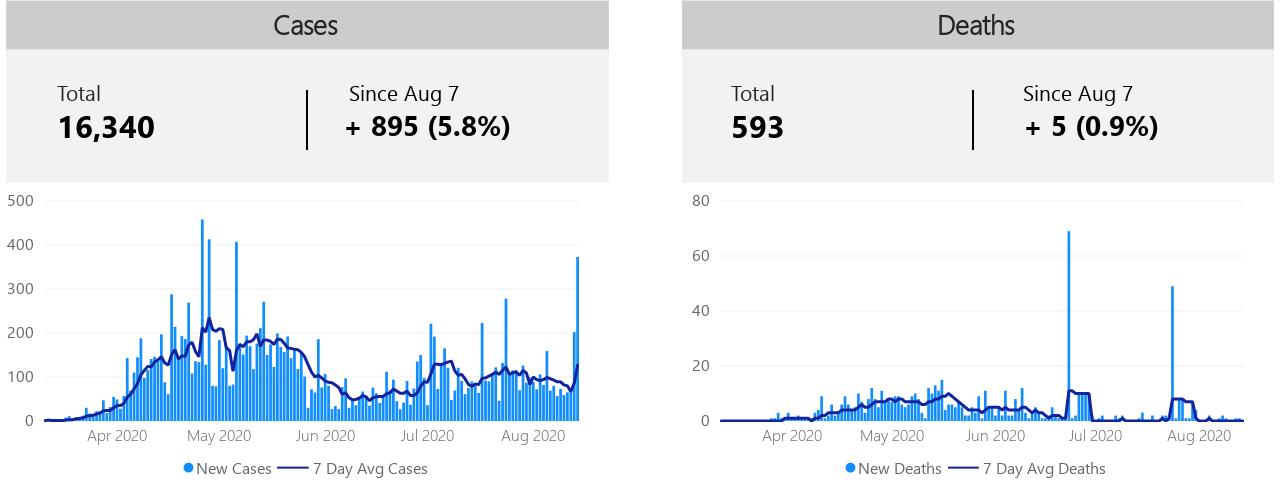 Cases
Total
16,340
Since Aug 7
+ 895 (5.8%)
500
400
300
200
100
0
Apr 2020 May 2020 Jun 2020 Jul 2020 Aug 2020
New Cases 7 Day Avg Cases
Deaths
Total
593
Since Aug 7
+ 5 (0.9%)
80
60
40
20
0
Apr 2020 May 2020 Jun 2020 Jul 2020 Aug 2020
New Deaths 7 Day Avg Deaths